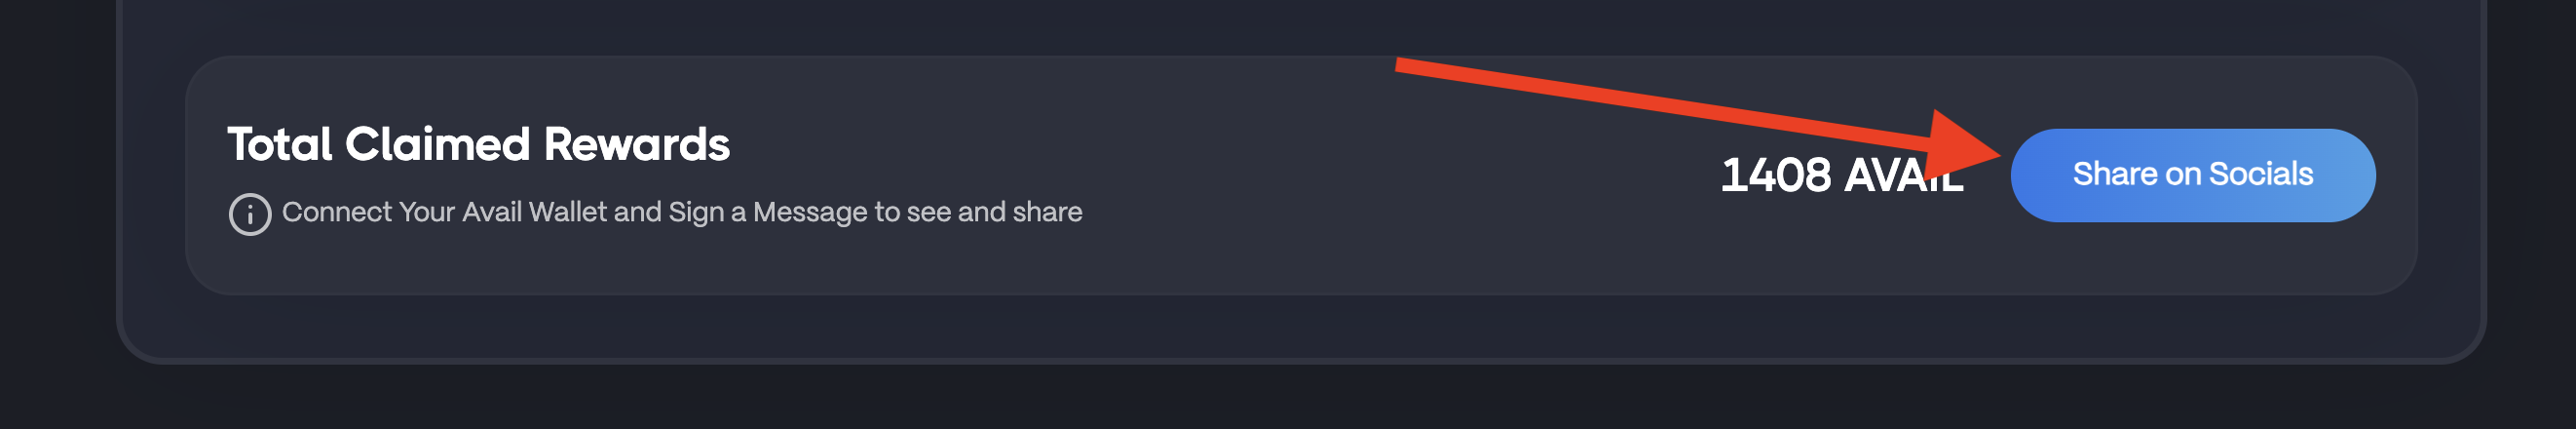 Total Claimed Rewards
Connect Your Avail Wallet and Sign a Message to see and share
1408 AVAIL
Share on Socials